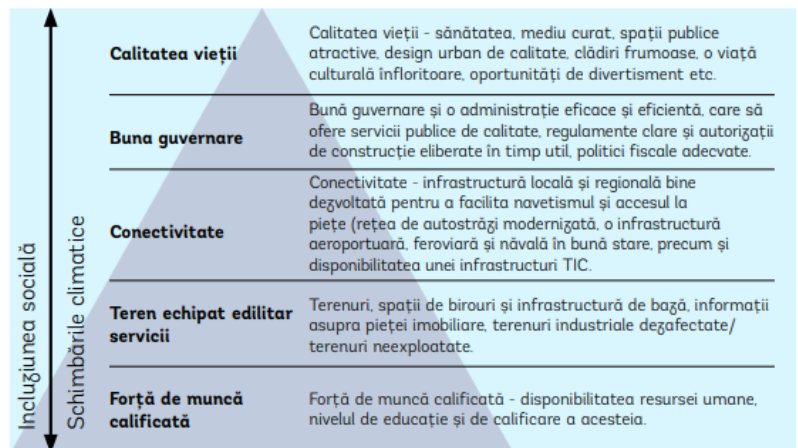 Incluziunea socială
Schimbările climatice
Calitatea vieții
Calitatea vieții - sănătatea, mediu curat, spații publice
atractive, design urban de calitate, clădiri frumoase, o viață
culturală înfloritoare, oportunități de divertisment etc.
Buna guvernare
Bună guvernare și o administrație eficace și eficientă, care să
ofere servicii publice de calitate, regulamente clare și autorizații
de construcție eliberate în timp util, politici fiscale adecvate.
Conectivitate
Conectivitate - infrastructură locală și regională bine
dezvoltată pentru a facilita navetismul și accesul la
piețe (rețea de autostrăzi modernizată, o infrastructură
aeroportuară, feroviară și năvală în bună stare, precum și
disponibilitatea unei infrastructuri TIC.
Teren echipat edilitar
servicii
Terenuri, spații de birouri și infrastructură de bază, informații
asupra pieței imobiliare, terenuri industriale dezafectate/
terenuri neexploatate.
Forță de muncă
calificată
Forță de muncă calificată - disponibilitatea resursei umane,
nivelul de educație și de calificare a acesteia.